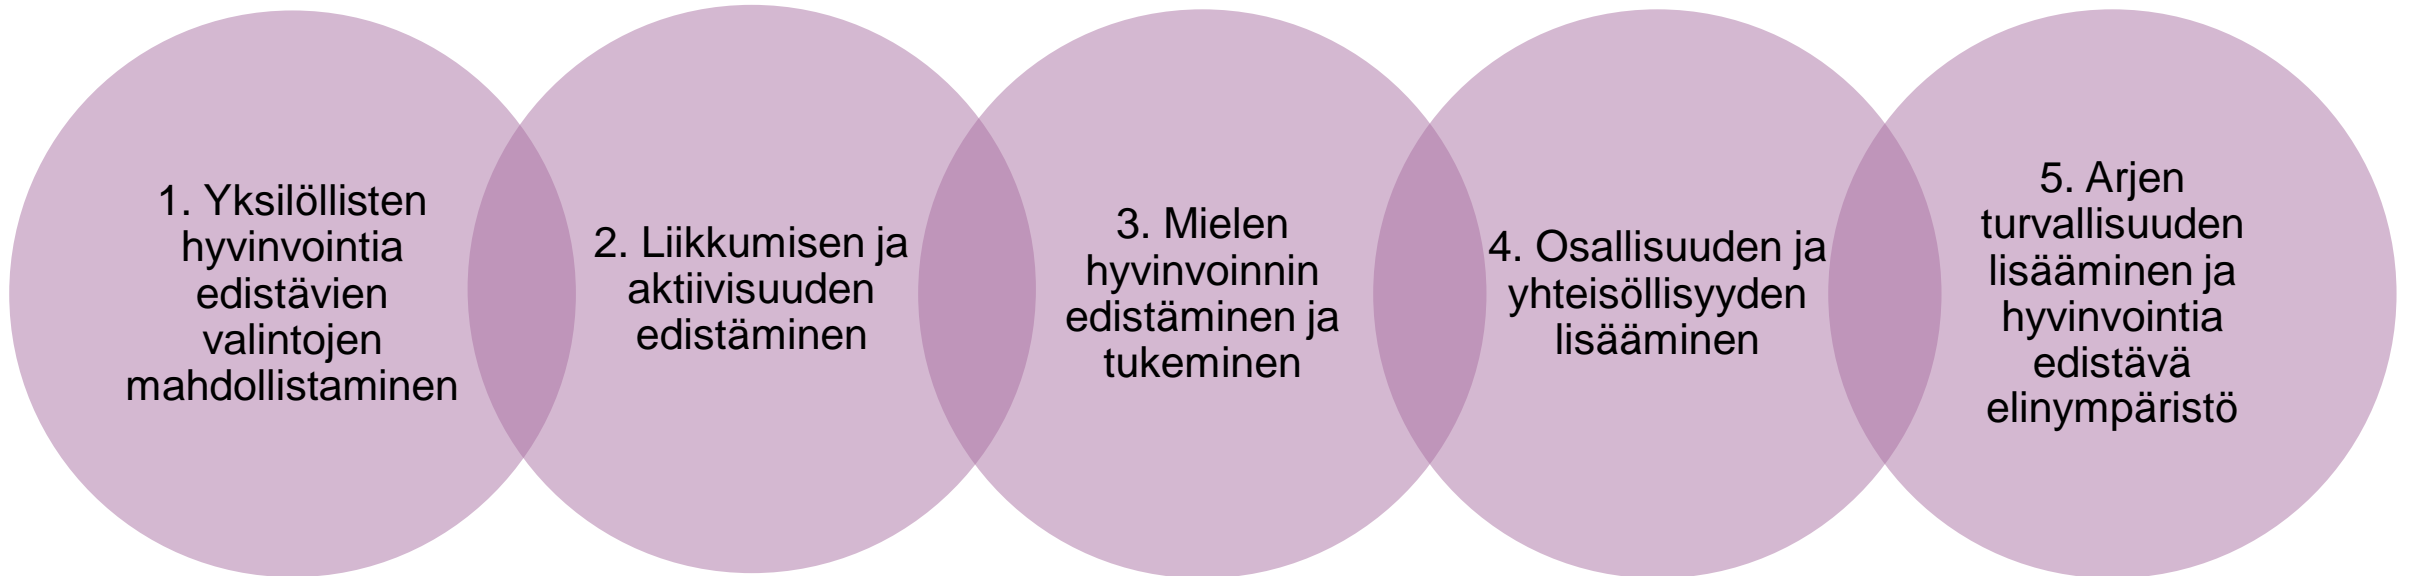 1. Yksilöllisten
hyvinvointia
edistävien
valintojen
mahdollistaminen
2. Liikkumisen ja
aktiivisuuden
edistäminen
3. Mielen
hyvinvoinnin
edistäminen ja
tukeminen
4. Osallisuuden ja
yhteisöllisyyden
lisääminen
5. Arjen
turvallisuuden
lisääminen ja
hyvinvointia
edistävä
elinympäristö